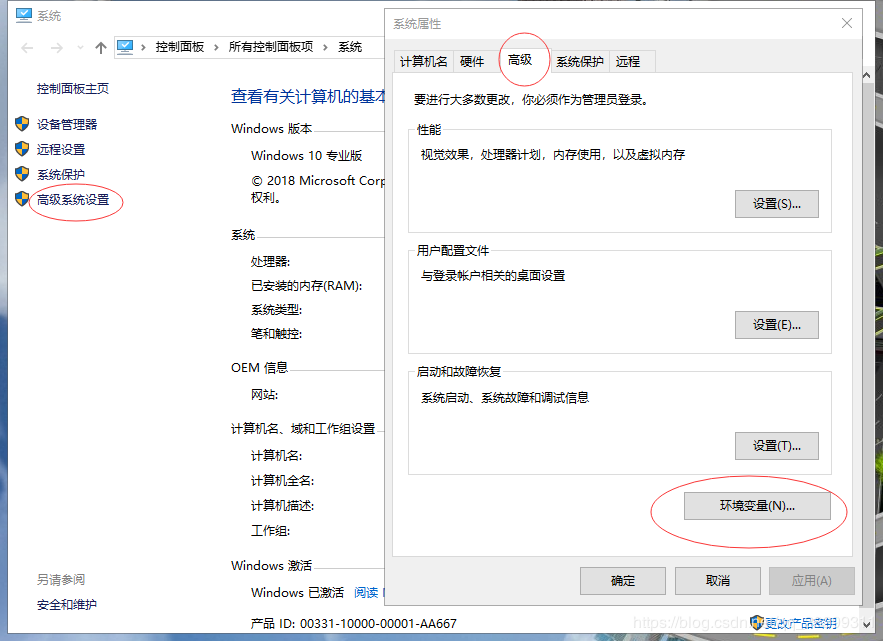 系统
控制面板
所有控制面板项
系统
控制面板主页
设备管理器
远程设置
系统保护
高级系统设置
另请参阅
安全和维护
查看有关计算机的基本
Windows 版本
Windows 10 专业版
© 2018 Microsoft Corp
权利。
系统
处理器:
已安装的内存(RAM):
系统类型:
笔和触控:
OEM 信息
网站:
计算机名、域和工作组设置
计算机名:
计算机全名:
计算机描述:
工作组:
Windows 激活
Windows 已激活 阅读
产品 ID: 00331-10000-00001-AA667
更改产品密钥
系统属性
计算机名 硬件 高级 系统保护 远程
要进行大多数更改，你必须作为管理员登录。
性能
视觉效果，处理器计划，内存使用，以及虚拟内存
设置(S)...
用户配置文件
与登录帐户相关的桌面设置
设置(E)...
启动和故障恢复
系统启动、系统故障和调试信息
设置(T)...
环境变量(N)...
确定 取消 应用(A)